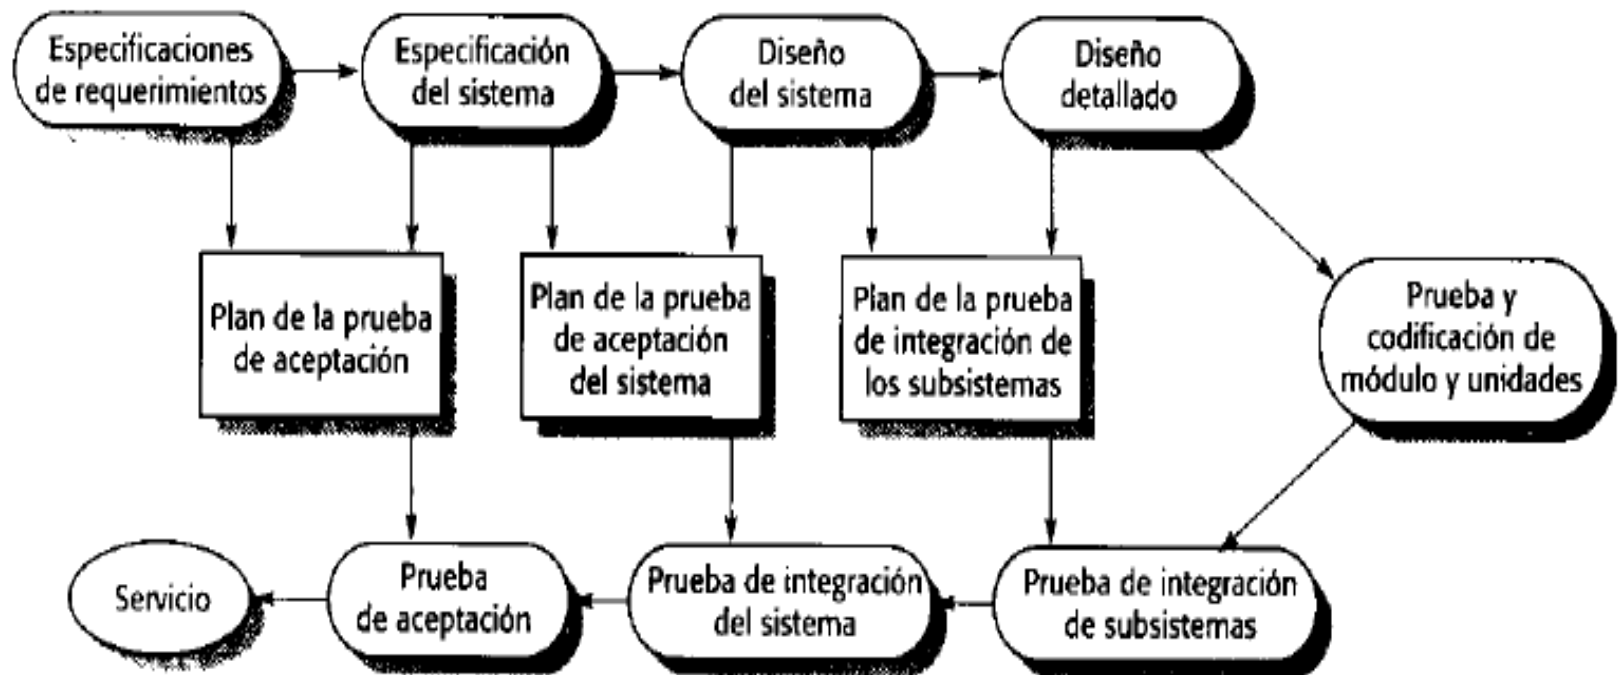 Especificaciones
de requerimientos
Especificación
del sistema
Diseño
del sistema
Diseño
detallado
Plan de la prueba
de aceptación
Plan de la prueba
de aceptación
del sistema
Plan de la prueba
de integración de
los subsistemas
Prueba y
codificación de
módulo y unidades
Servicio
Prueba
de aceptación
Prueba de integración
del sistema
Prueba de integración
de subsistemas